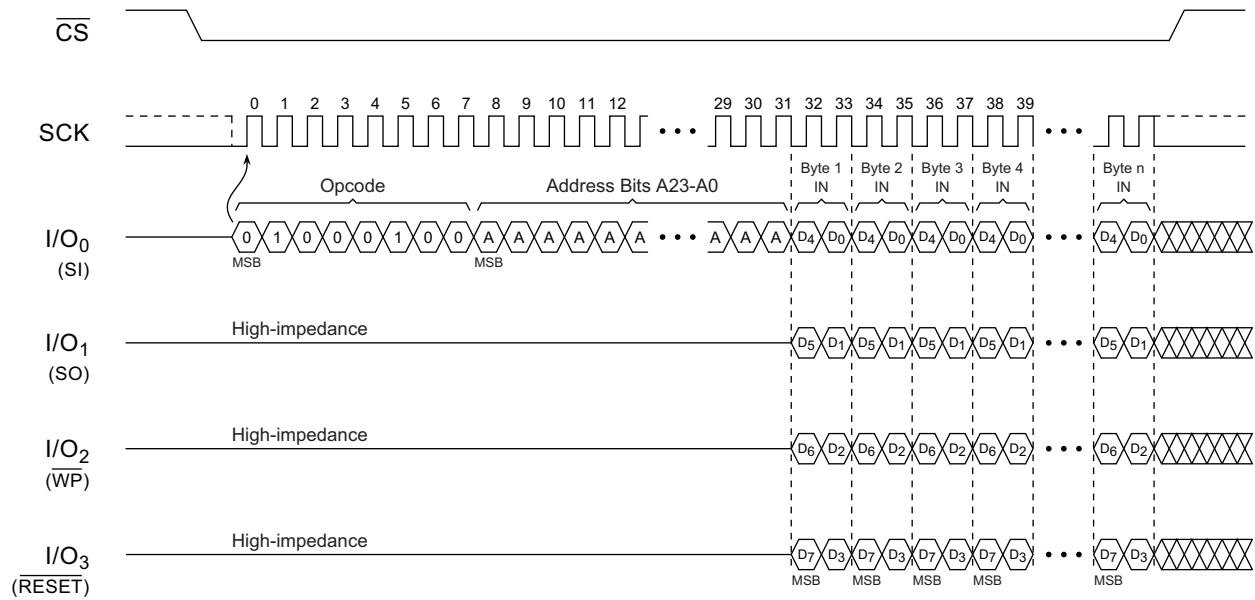 CS
SCK
0 1 2 3 4 5 6 7 8 9 10 11 12 29 30 31 32 33 34 35 36 37 38 39
Opcode
Address Bits A23-A0
Byte 1 IN
Byte 2 IN
Byte 3 IN
Byte 4 IN
Byte n IN
I/O0
(SI)
0 1 0 0 0 1 0 0 A A A A A A A A A D4 D0 D4 D0 D4 D0 D4 D0 D4 D0
MSB MSB
I/O1
(SO)
High-impedance
D5 D1 D5 D1 D5 D1 D5 D1 D5 D1
I/O2
(WP)
High-impedance
D6 D2 D6 D2 D6 D2 D6 D2 D6 D2
I/O3
(RESET)
High-impedance
D7 D3 D7 D3 D7 D3 D7 D3 D7 D3
MSB MSB MSB MSB MSB